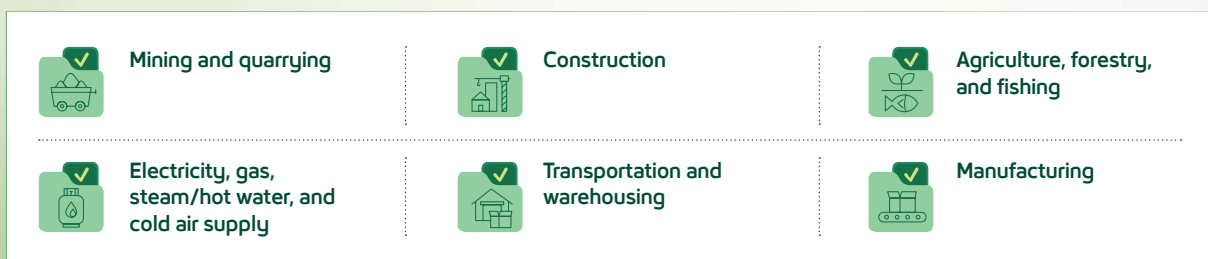 Mining and quarrying
Construction
Agriculture, forestry,
and fishing
Electricity, gas,
steam/hot water, and
cold air supply
Transportation and
warehousing
Manufacturing